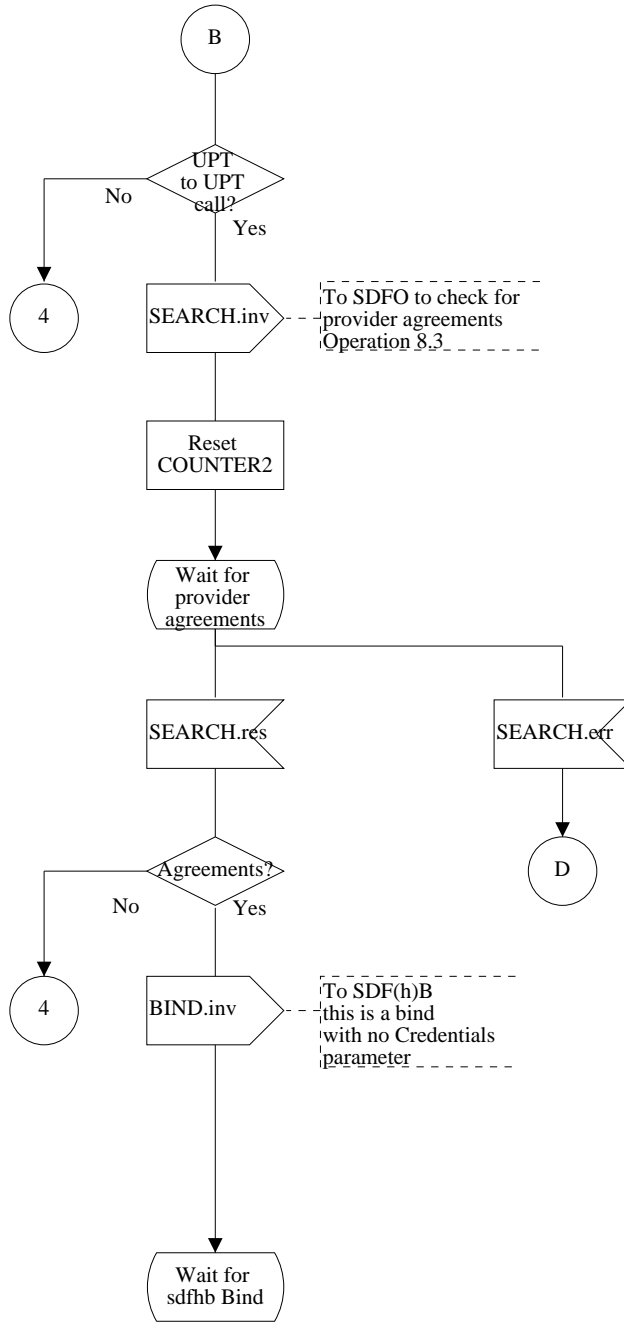 B
UPT
to UPT
call?
No
Yes
4
SEARCH.inv
To SDFO to check for
provider agreements
Operation 8.3
Reset
COUNTER2
Wait for
provider
agreements
SEARCH.res
SEARCH.err
Agreements?
D
No
Yes
4
BIND.inv
To SDF(h)B
this is a bind
with no Credentials
parameter
Wait for
sdfhb Bind